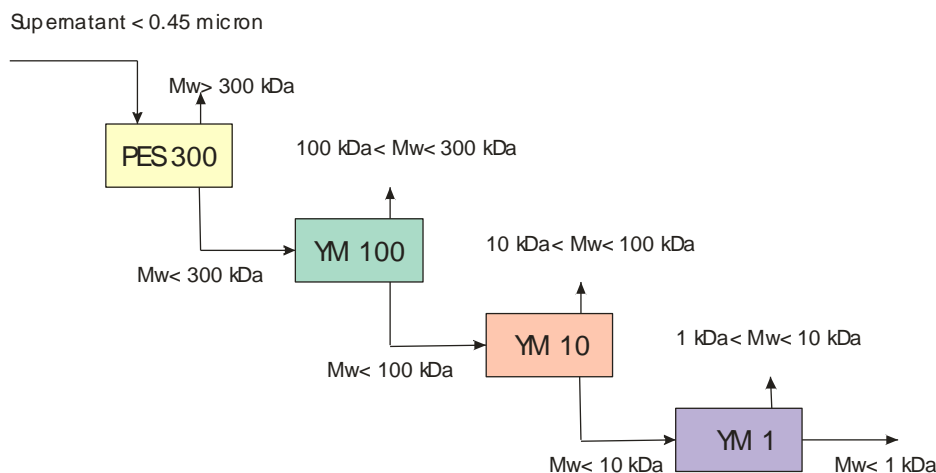 Supernatant < 0.45 micron
Mw> 300 kDa
PES 300
100 kDa< Mw< 300 kDa
YM 100
Mw< 300 kDa
10 kDa< Mw< 100 kDa
YM 10
Mw< 100 kDa
1 kDa< Mw< 10 kDa
YM 1
Mw< 10 kDa
Mw< 1 kDa